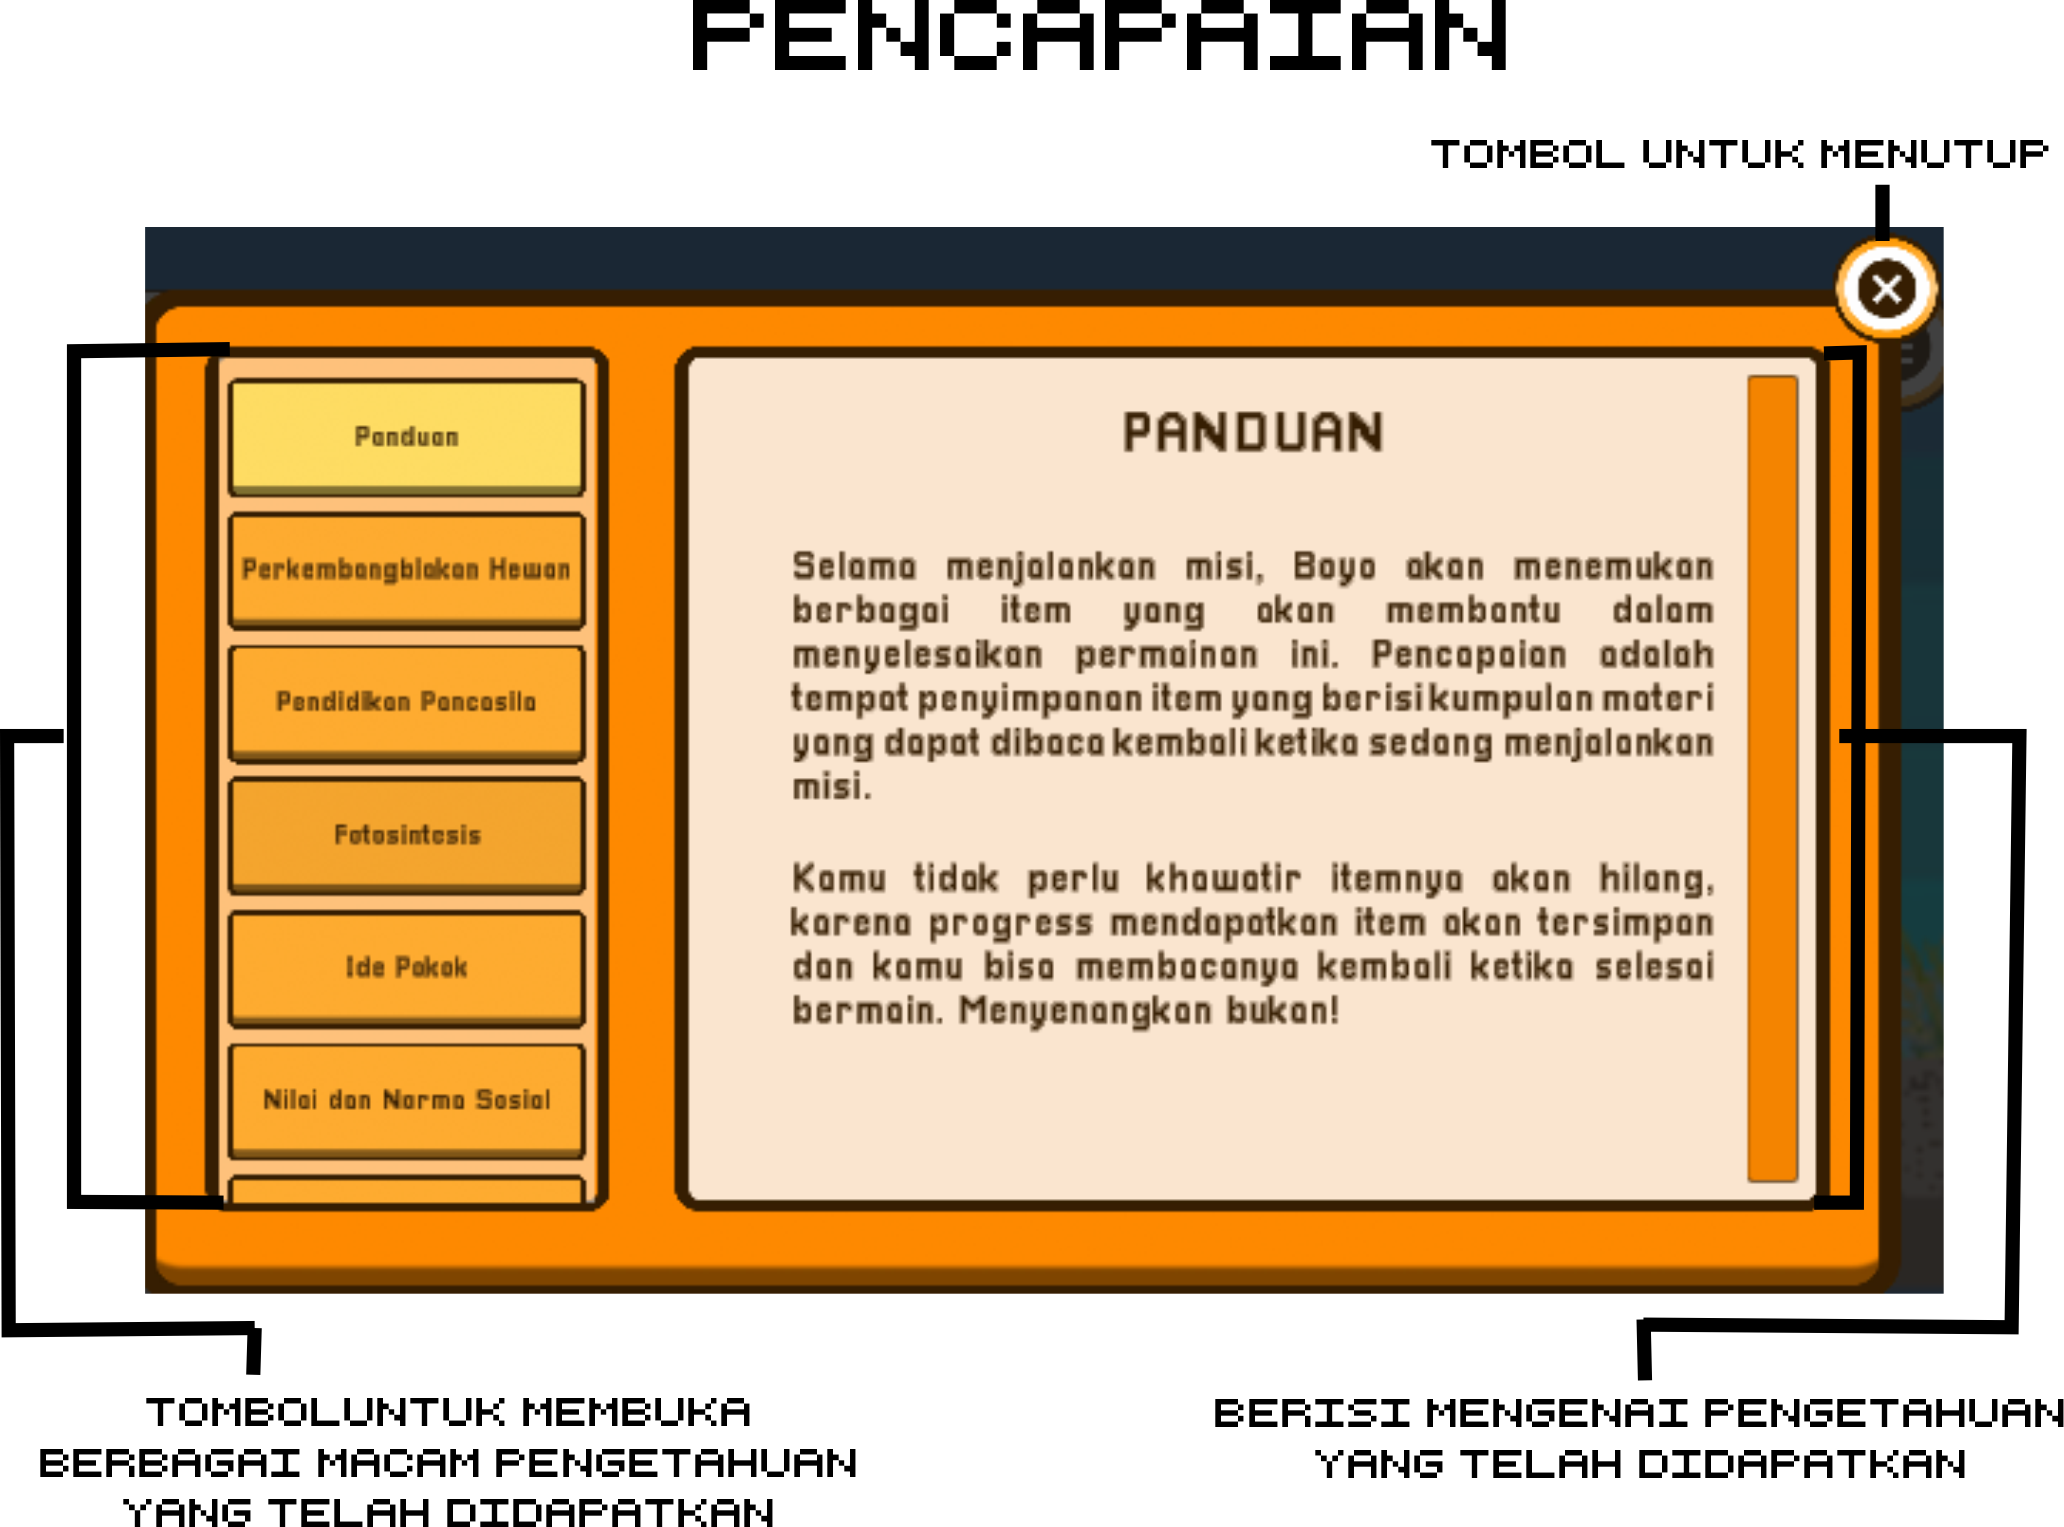 PENCAPAIAN
TOMBOL UNTUK MENUTUP
Panduan
Perkembangbiakan Hewan
Pendidikan Pancasila
Fotosintesis
Ide Pokok
Nilai dan Norma Sosial
PANDUAN
Selama menjalankan misi, Boyo akan menemukan
berbagai item yang akan membantu dalam
menyelesaikan permainan ini. Pencapaian adalah
tempat penyimpanan item yang berisi kumpulan materi
yang dapat dibaca kembali ketika sedang menjalankan
misi.
Kamu tidak perlu khawatir itemnya akan hilang,
karena progress mendapatkan item akan tersimpan
dan kamu bisa membacanya kembali ketika selesai
bermain. Menyenangkan bukan!
TOMBOLUNTUK MEMBUKA
BERBAGAI MACAM PENGETAHUAN
YANG TELAH DIDAPATKAN
BERISI MENGENAI PENGETAHUAN
YANG TELAH DIDAPATKAN